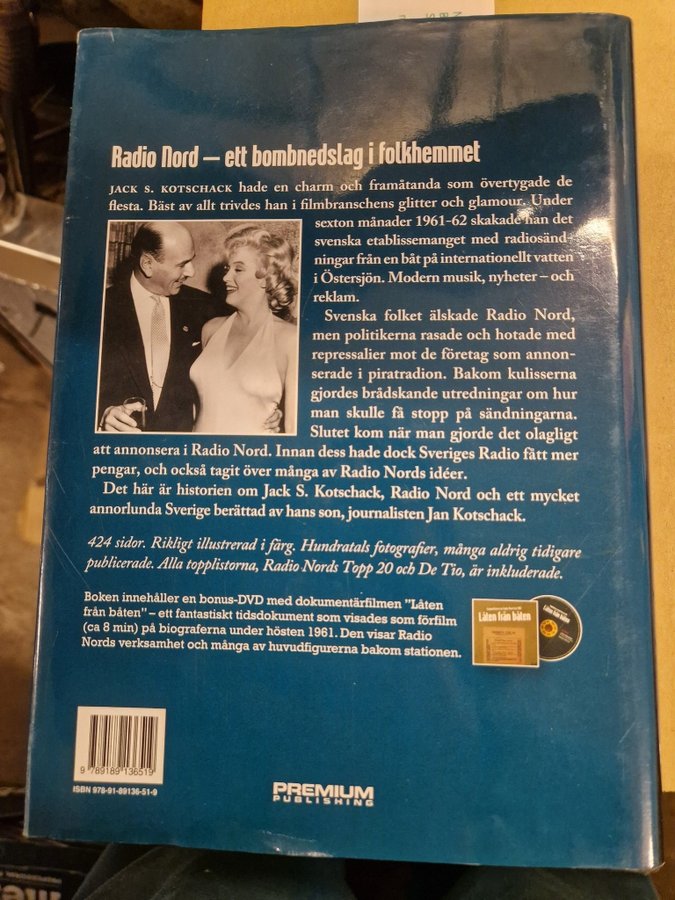 Radio Nord – ett bombnedslag i folkhemmet
JACK S. KOTSCHACK hade en charm och framåtanda som övertygade de
flesta. Bäst av allt trivdes han i filmbranschens glitter och glamour. Under
sexton månader 1961-62 skakade han det
svenska etablissemanget med radiosänd-
ningar från en båt på internationellt vatten
i Östersjön. Modern musik, nyheter – och
reklam.
Svenska folket älskade Radio Nord,
men politikerna rasade och hotade med
repressalier mot de företag som annon-
serade i piratradion. Bakom kulisserna
gjordes brådskande utredningar om hur
man skulle få stopp på sändningarna.
Slutet kom när man gjorde det olagligt
att annonsera i Radio Nord. Innan dess hade dock Sveriges Radio fått mer
pengar, och också tagit över många av Radio Nords idéer.
Det här är historien om Jack S. Kotschack, Radio Nord och ett mycket
annorlunda Sverige berättad av hans son, journalisten Jan Kotschack.
424 sidor. Rikligt illustrerad i färg. Hundratals fotografier, många aldrig tidigare
publicerade. Alla topplistorna, Radio Nords Topp 20 och De Tio, är inkluderade.
Boken innehåller en bonus-DVD med dokumentärfilmen "Låten
från båten" – ett fantastiskt tidsdokument som visades som förfilm
(ca 8 min) på biograferna under hösten 1961. Den visar Radio
Nords verksamhet och många av huvudfigurerna bakom stationen.
Låten från båten
9 789189 136519
ISBN 978-91-89136-51-9
PREMIUM
PUBLISHING